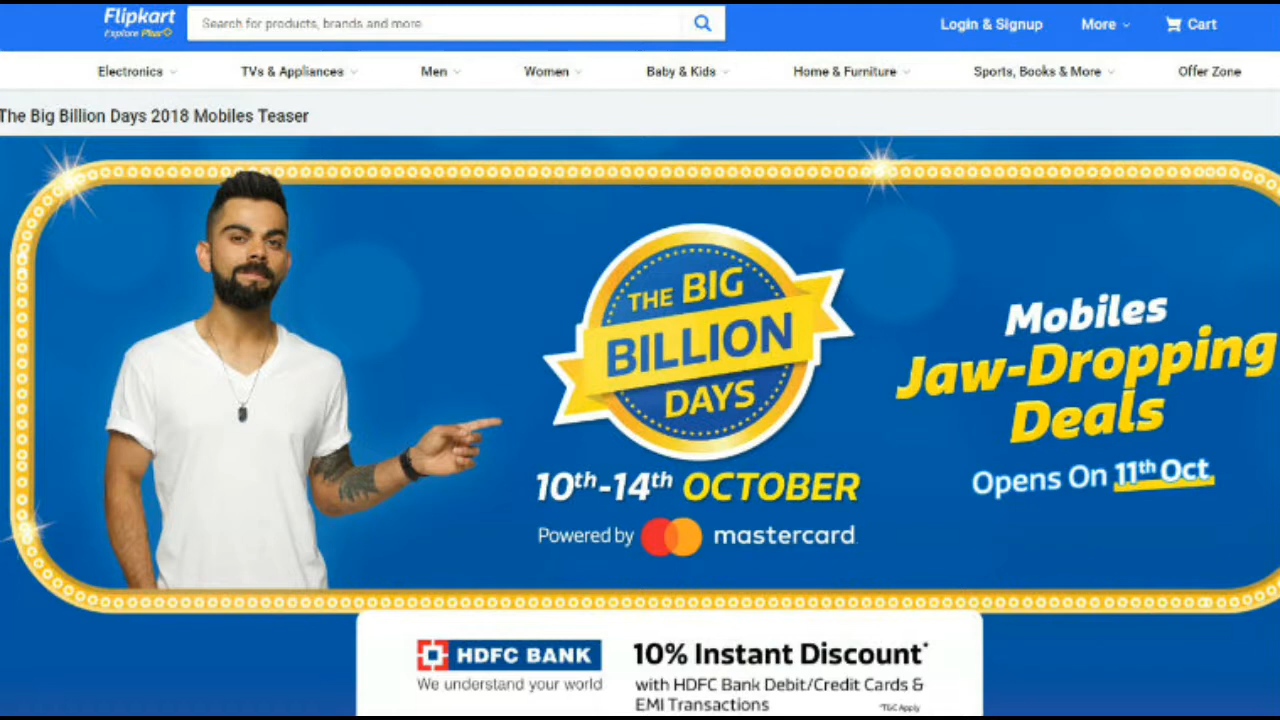 Flipkart
Explore Plus
Search for products, brands and more
Login & Signup
More
Cart
Electronics
TVs & Appliances
Men
Women
Baby & Kids
Home & Furniture
Sports, Books & More
Offer Zone
The Big Billion Days 2018 Mobiles Teaser
THE BIG
BILLION
DAYS
10th-14th OCTOBER
Powered by mastercard
Mobiles
Jaw-Dropping
Deals
Opens On 11th Oct
HDFC BANK
We understand your world
10% Instant Discount*
with HDFC Bank Debit/Credit Cards &
EMI Transactions
*T&C Apply